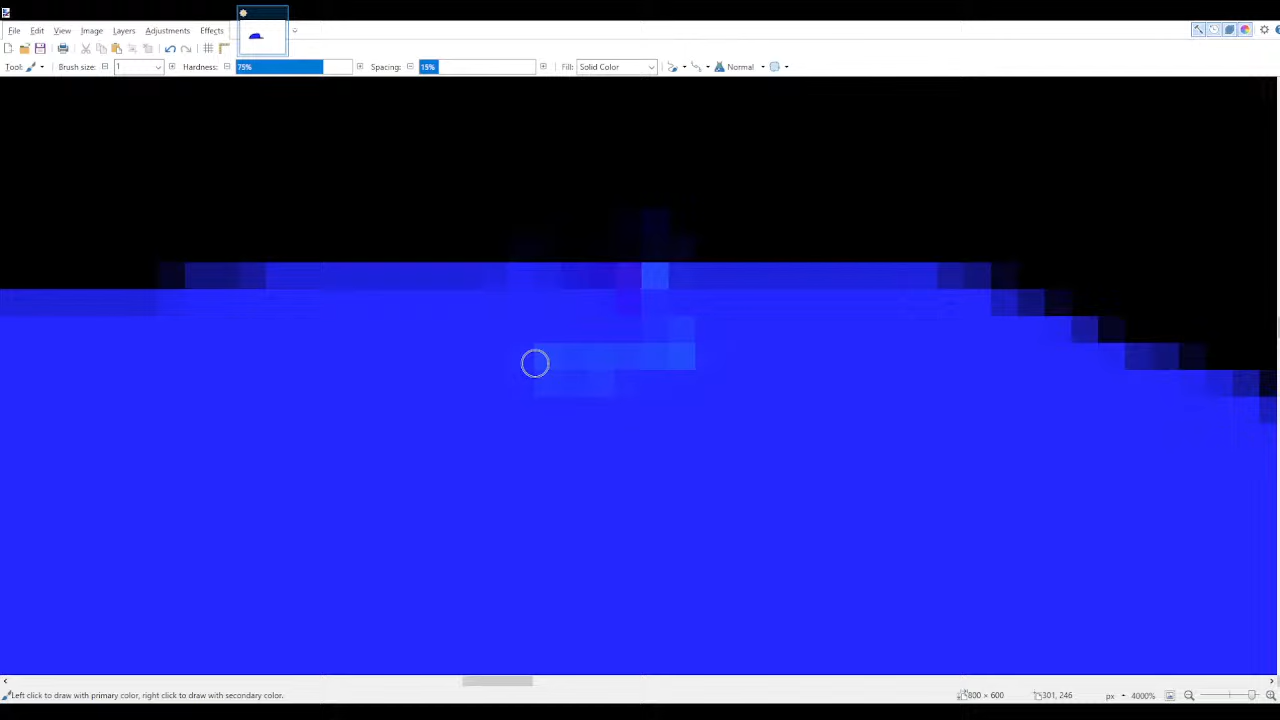 File Edit View Image Layers Adjustments Effects
Tool: Brush size: 1 Hardness: 75% Spacing: 15% Fill: Solid Color Normal
Left click to draw with primary color, right click to draw with secondary color. 800 × 600 301, 246 px 4000%